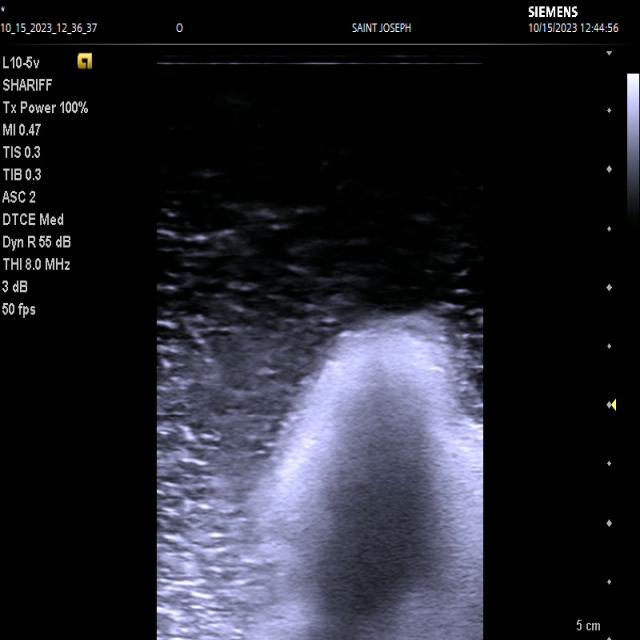 *
SIEMENS
10_15_2023_12_36_37 O SAINT JOSEPH 10/15/2023 12:44:56
L10-5v
SHARIFF
Tx Power 100%
MI 0.47
TIS 0.3
TIB 0.3
ASC 2
DTCE Med
Dyn R 55 dB
THI 8.0 MHz
3 dB
50 fps
5 cm